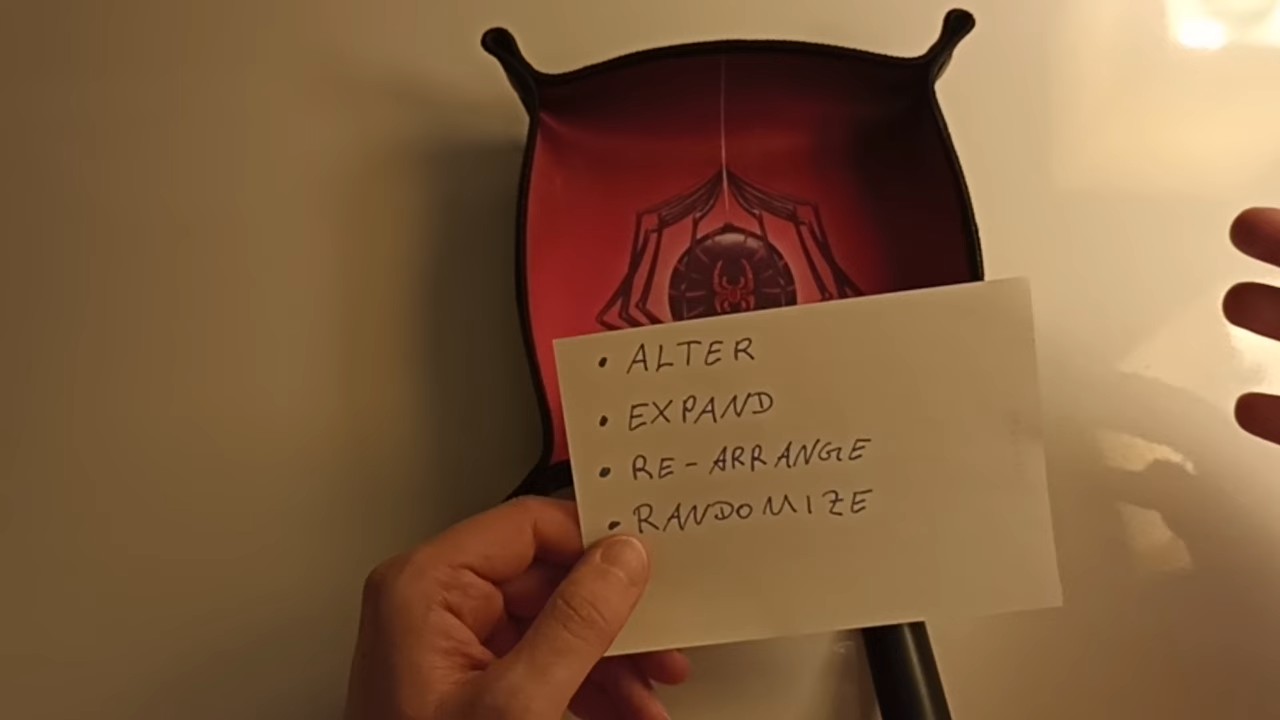 • ALTER
• EXPAND
• RE-ARRANGE
• RANDOMIZE